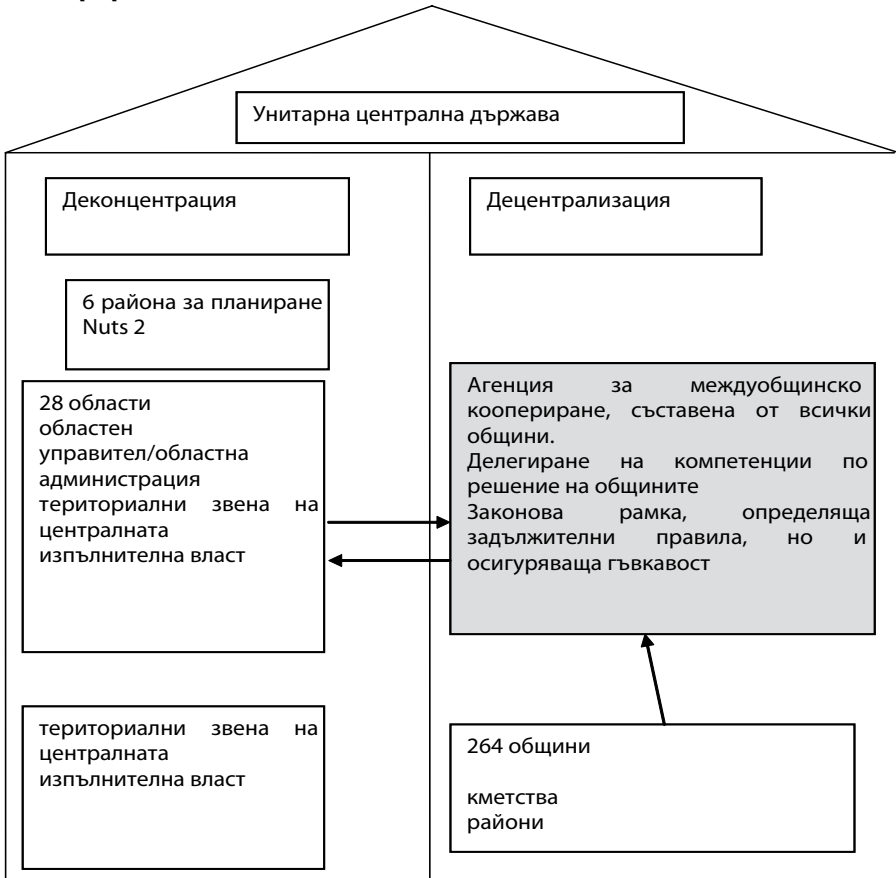 Унитарна централна държава
Деконцентрация
Децентрализация
6 района за планиране
Nuts 2
28 области
областен
управител/областна
администрация
териториални звена на
централната
изпълнителна власт
Агенция за междуобщинско
коопериране, съставена от всички
общини.
Делегиране на компетенции по
решение на общините
Законова рамка, определяща
задължителни правила, но и
осигуряваща гъвкавост
териториални звена на
централната
изпълнителна власт
264 общини
кметства
райони